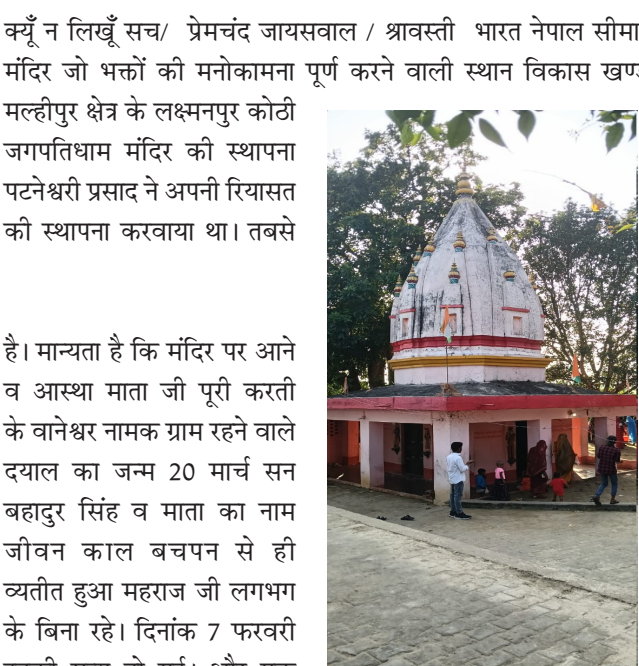 क्यूँ न लिखूँ सच/ प्रेमचंद जायसवाल / श्रावस्ती भारत नेपाल सीमा
मंदिर जो भक्तों की मनोकामना पूर्ण करने वाली स्थान विकास
मल्हीपुर क्षेत्र के लक्ष्मनपुर कोठी
जगपतिधाम मंदिर की स्थापना
पटनेश्वरी प्रसाद ने अपनी रियासत
की स्थापना करवाया था। तबसे
है। मान्यता है कि मंदिर पर आने
व आस्था माता जी पूरी करती
के वानेश्वर नामक ग्राम रहने वाले
दयाल का जन्म 20 मार्च सन
बहादुर सिंह व माता का नाम
जीवन काल बचपन से ही
व्यतीत हुआ महराज जी लगभग
के बिना रहे। दिनांक 7 फरवरी